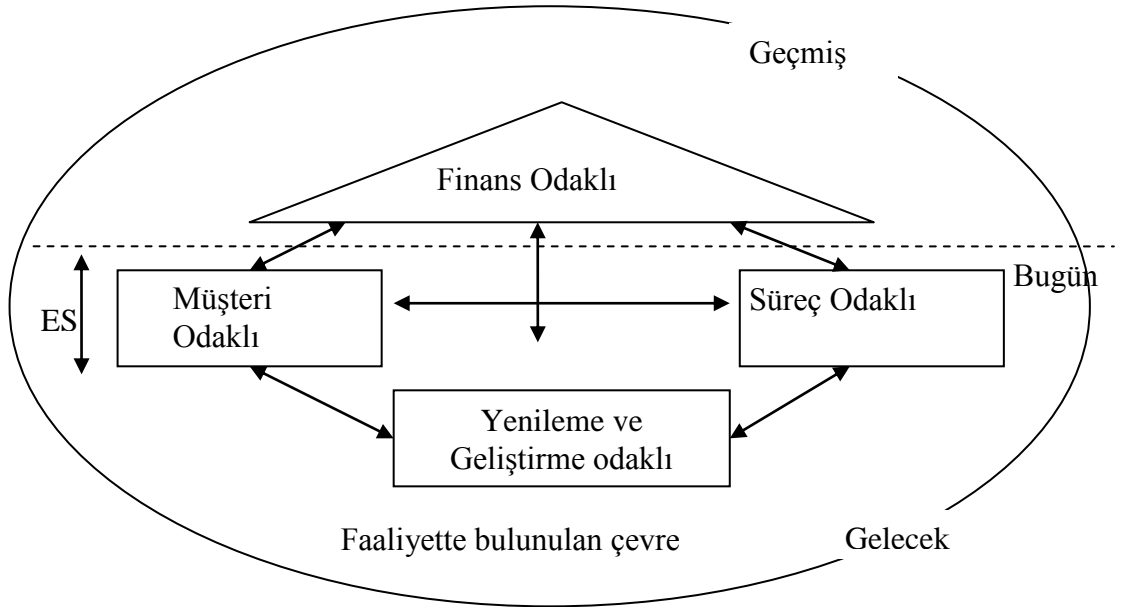 Geçmiş
Finans Odaklı
Bugün
ES
Müşteri
Odaklı
Süreç Odaklı
Yenileme ve
Geliştirme odaklı
Faaliyette bulunulan çevre
Gelecek